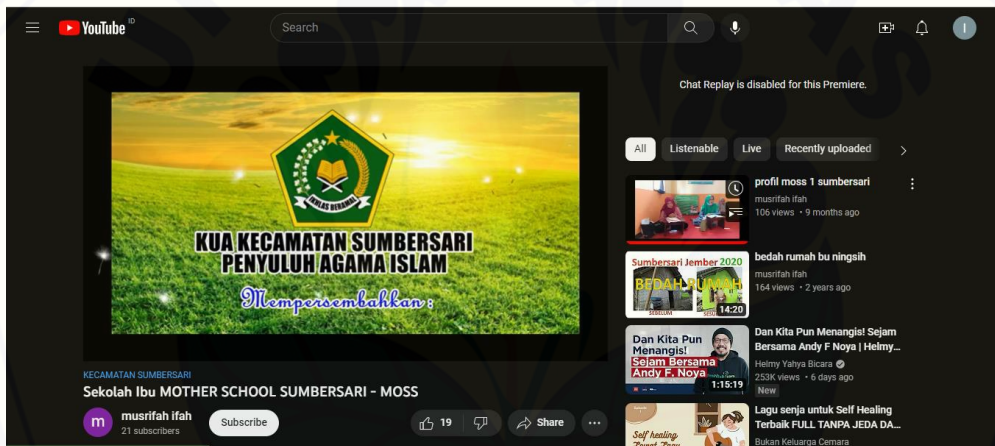 YouTube ID
Search
I
IKHLAS BERAMAL
KUA KECAMATAN SUMBERSARI
PENYULUH AGAMA ISLAM
Mempersembahkan :
KECAMATAN SUMBERSARI
Sekolah Ibu MOTHER SCHOOL SUMBERSARI - MOSS
m
musrifah ifah
21 subscribers
Subscribe
19
Share
Chat Replay is disabled for this Premiere.
All
Listenable
Live
Recently uploaded
profil moss 1 sumbersari
musrifah ifah
106 views • 9 months ago
Sumbersari Jember 2020
BEDAH RUMAH
SEBELUM
14:20
bedah rumah bu ningsih
musrifah ifah
164 views • 2 years ago
Dan Kita Pun
Menangis!
Sejam Bersama
Andy F. Noya
1:15:19
Dan Kita Pun Menangis! Sejam
Bersama Andy F Noya | Helmy...
Helmy Yahya Bicara
253K views • 6 days ago
New
Self healing
Lagu senja untuk Self Healing
Terbaik FULL TANPA JEDA DA...
Bukan Keluarga Cemara